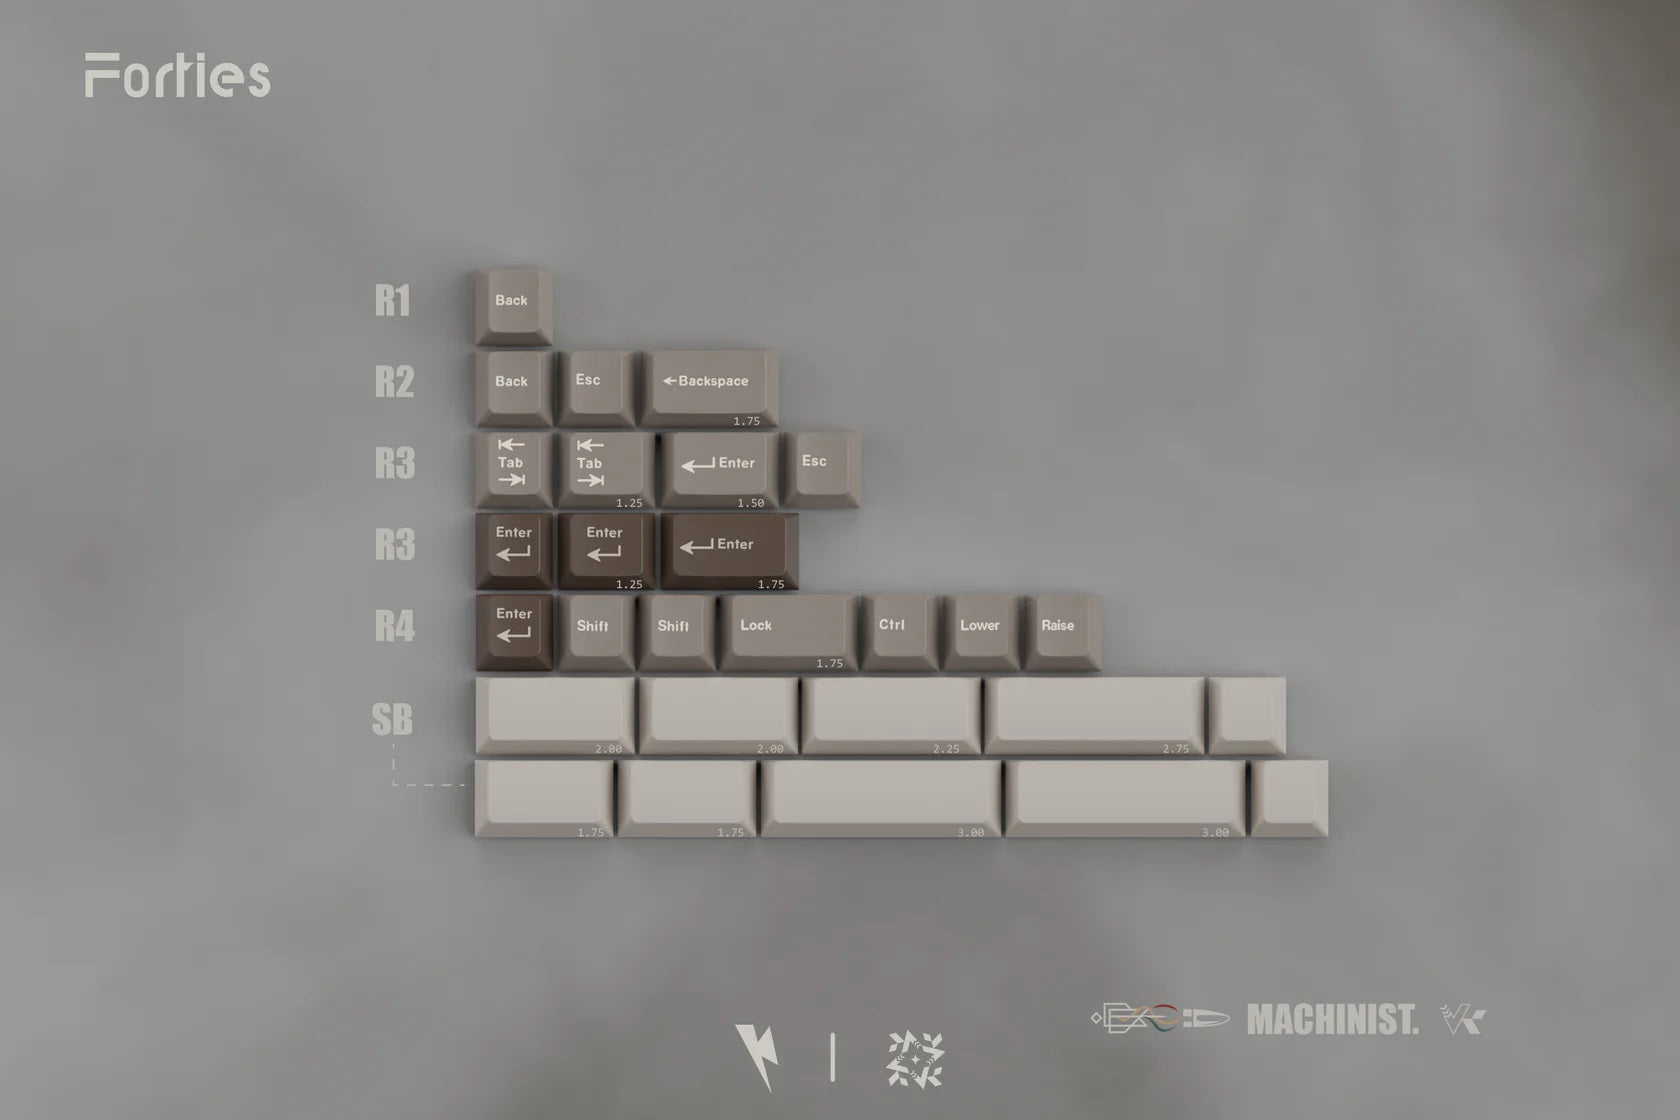 Forties
R1
Back
R2
Back
Esc
←Backspace
1.75
R3
Tab
Tab
1.25
Enter
1.50
Esc
R3
Enter
Enter
1.25
Enter
1.75
R4
Enter
Shift
Shift
Lock
1.75
Ctrl
Lower
Raise
SB
2.00
2.00
2.25
2.75
1.75
1.75
3.00
3.00
MACHINIST.